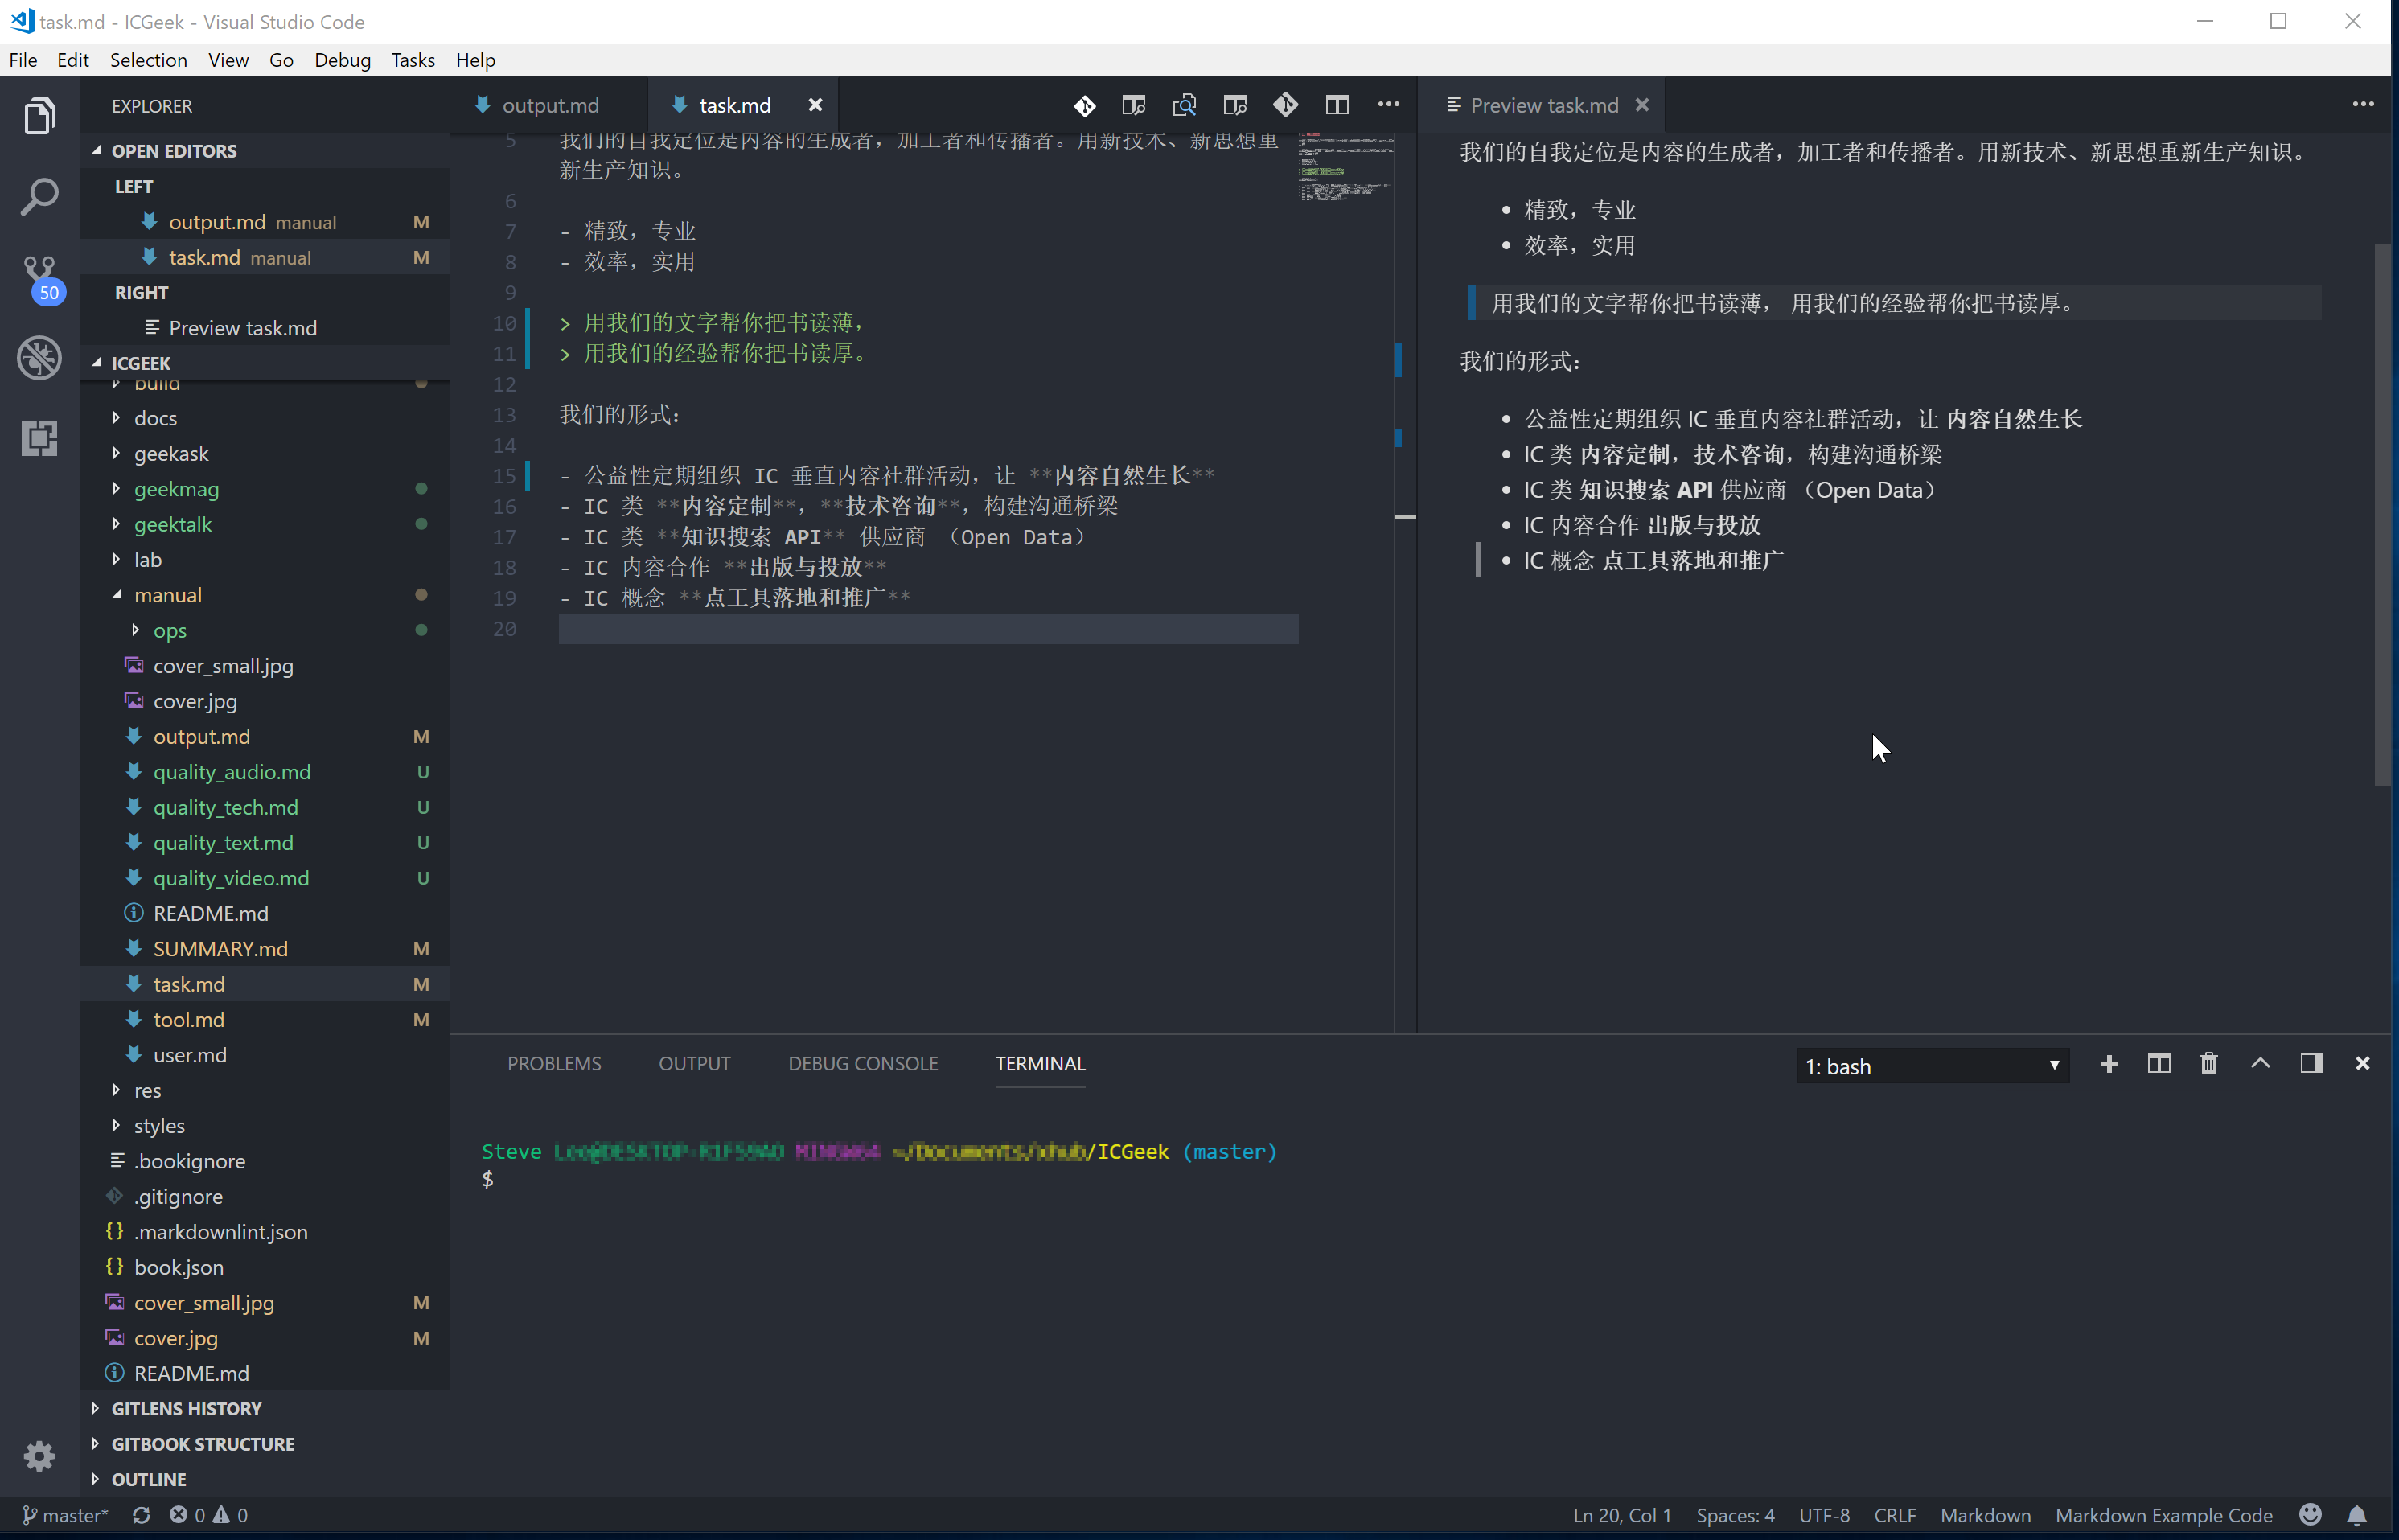 task.md - ICGeek - Visual Studio Code
File Edit Selection View Go Debug Tasks Help
EXPLORER
OPEN EDITORS
LEFT
output.md manual M
task.md manual M
RIGHT
Preview task.md
50
ICGEEK
build
docs
geekask
geekmag
geektalk
lab
manual
ops
cover_small.jpg
cover.jpg
output.md M
quality_audio.md U
quality_tech.md U
quality_text.md U
quality_video.md U
README.md
SUMMARY.md M
task.md M
tool.md M
user.md
res
styles
.bookignore
.gitignore
.markdownlint.json
book.json
cover_small.jpg M
cover.jpg M
README.md
GITLENS HISTORY
GITBOOK STRUCTURE
OUTLINE
output.md
task.md
5 我们的自我定位是内容的生成者，加工者和传播者。用新技术、新思想重
新生产知识。
6
7 - 精致，专业
8 - 效率，实用
9
10 > 用我们的文字帮你把书读薄，
11 > 用我们的经验帮你把书读厚。
12
13 我们的形式：
14
15 - 公益性定期组织 IC 垂直内容社群活动，让 **内容自然生长**
16 - IC 类 **内容定制**，**技术咨询**，构建沟通桥梁
17 - IC 类 **知识搜索 API** 供应商 （Open Data）
18 - IC 内容合作 **出版与投放**
19 - IC 概念 **点工具落地和推广**
20
Preview task.md
我们的自我定位是内容的生成者，加工者和传播者。用新技术、新思想重新生产知识。
• 精致，专业
• 效率，实用
用我们的文字帮你把书读薄， 用我们的经验帮你把书读厚。
我们的形式：
• 公益性定期组织 IC 垂直内容社群活动，让 内容自然生长
• IC 类 内容定制，技术咨询，构建沟通桥梁
• IC 类 知识搜索 API 供应商 （Open Data）
• IC 内容合作 出版与投放
• IC 概念 点工具落地和推广
PROBLEMS OUTPUT DEBUG CONSOLE TERMINAL
1: bash
Steve /ICGeek (master)
$
master* 0 0
Ln 20, Col 1 Spaces: 4 UTF-8 CRLF Markdown Markdown Example Code